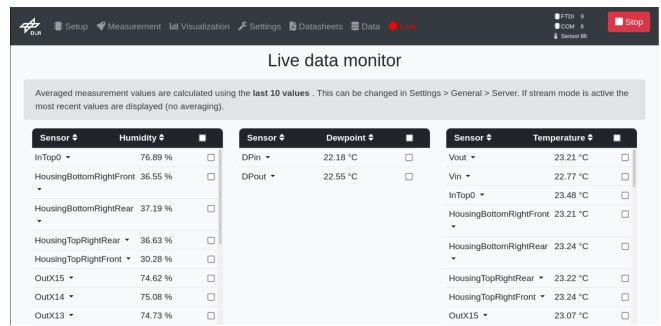 DLR
Setup Measurement Visualization Settings Datasheets Data Live
FTDI 9
COM 6
Sensor 86
Stop
Live data monitor
Averaged measurement values are calculated using the last 10 values . This can be changed in Settings > General > Server. If stream mode is active the
most recent values are displayed (no averaging).
Sensor Humidity
InTop0 76.89 %
HousingBottomRightFront 36.55 %
HousingBottomRightRear 37.19 %
HousingTopRightRear 36.63 %
HousingTopRightFront 30.28 %
OutX15 74.62 %
OutX14 75.08 %
OutX13 74.73 %
Sensor Dewpoint
DPin 22.18 °C
DPout 22.55 °C
Sensor Temperature
Vout 23.21 °C
Vin 22.77 °C
InTop0 23.48 °C
HousingBottomRightFront 23.21 °C
HousingBottomRightRear 23.24 °C
HousingTopRightRear 23.22 °C
HousingTopRightFront 23.24 °C
OutX15 23.07 °C